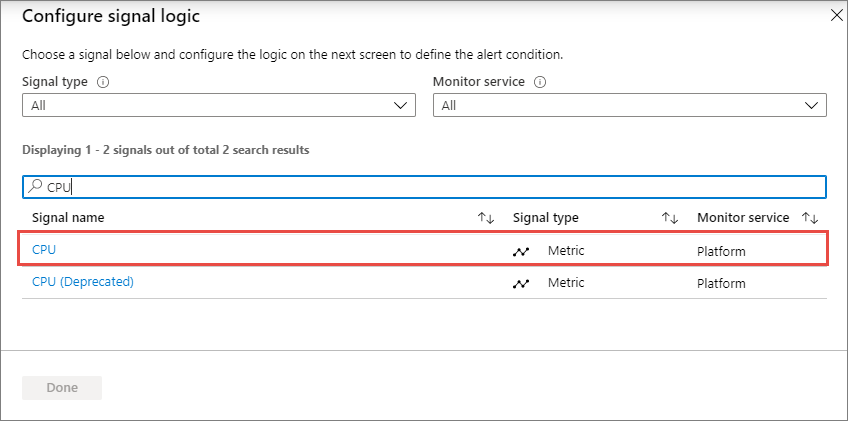 Configure signal logic
Choose a signal below and configure the logic on the next screen to define the alert condition.
Signal type Monitor service
All All
Displaying 1 - 2 signals out of total 2 search results
CPU
Signal name Signal type Monitor service
CPU Metric Platform
CPU (Deprecated) Metric Platform
Done